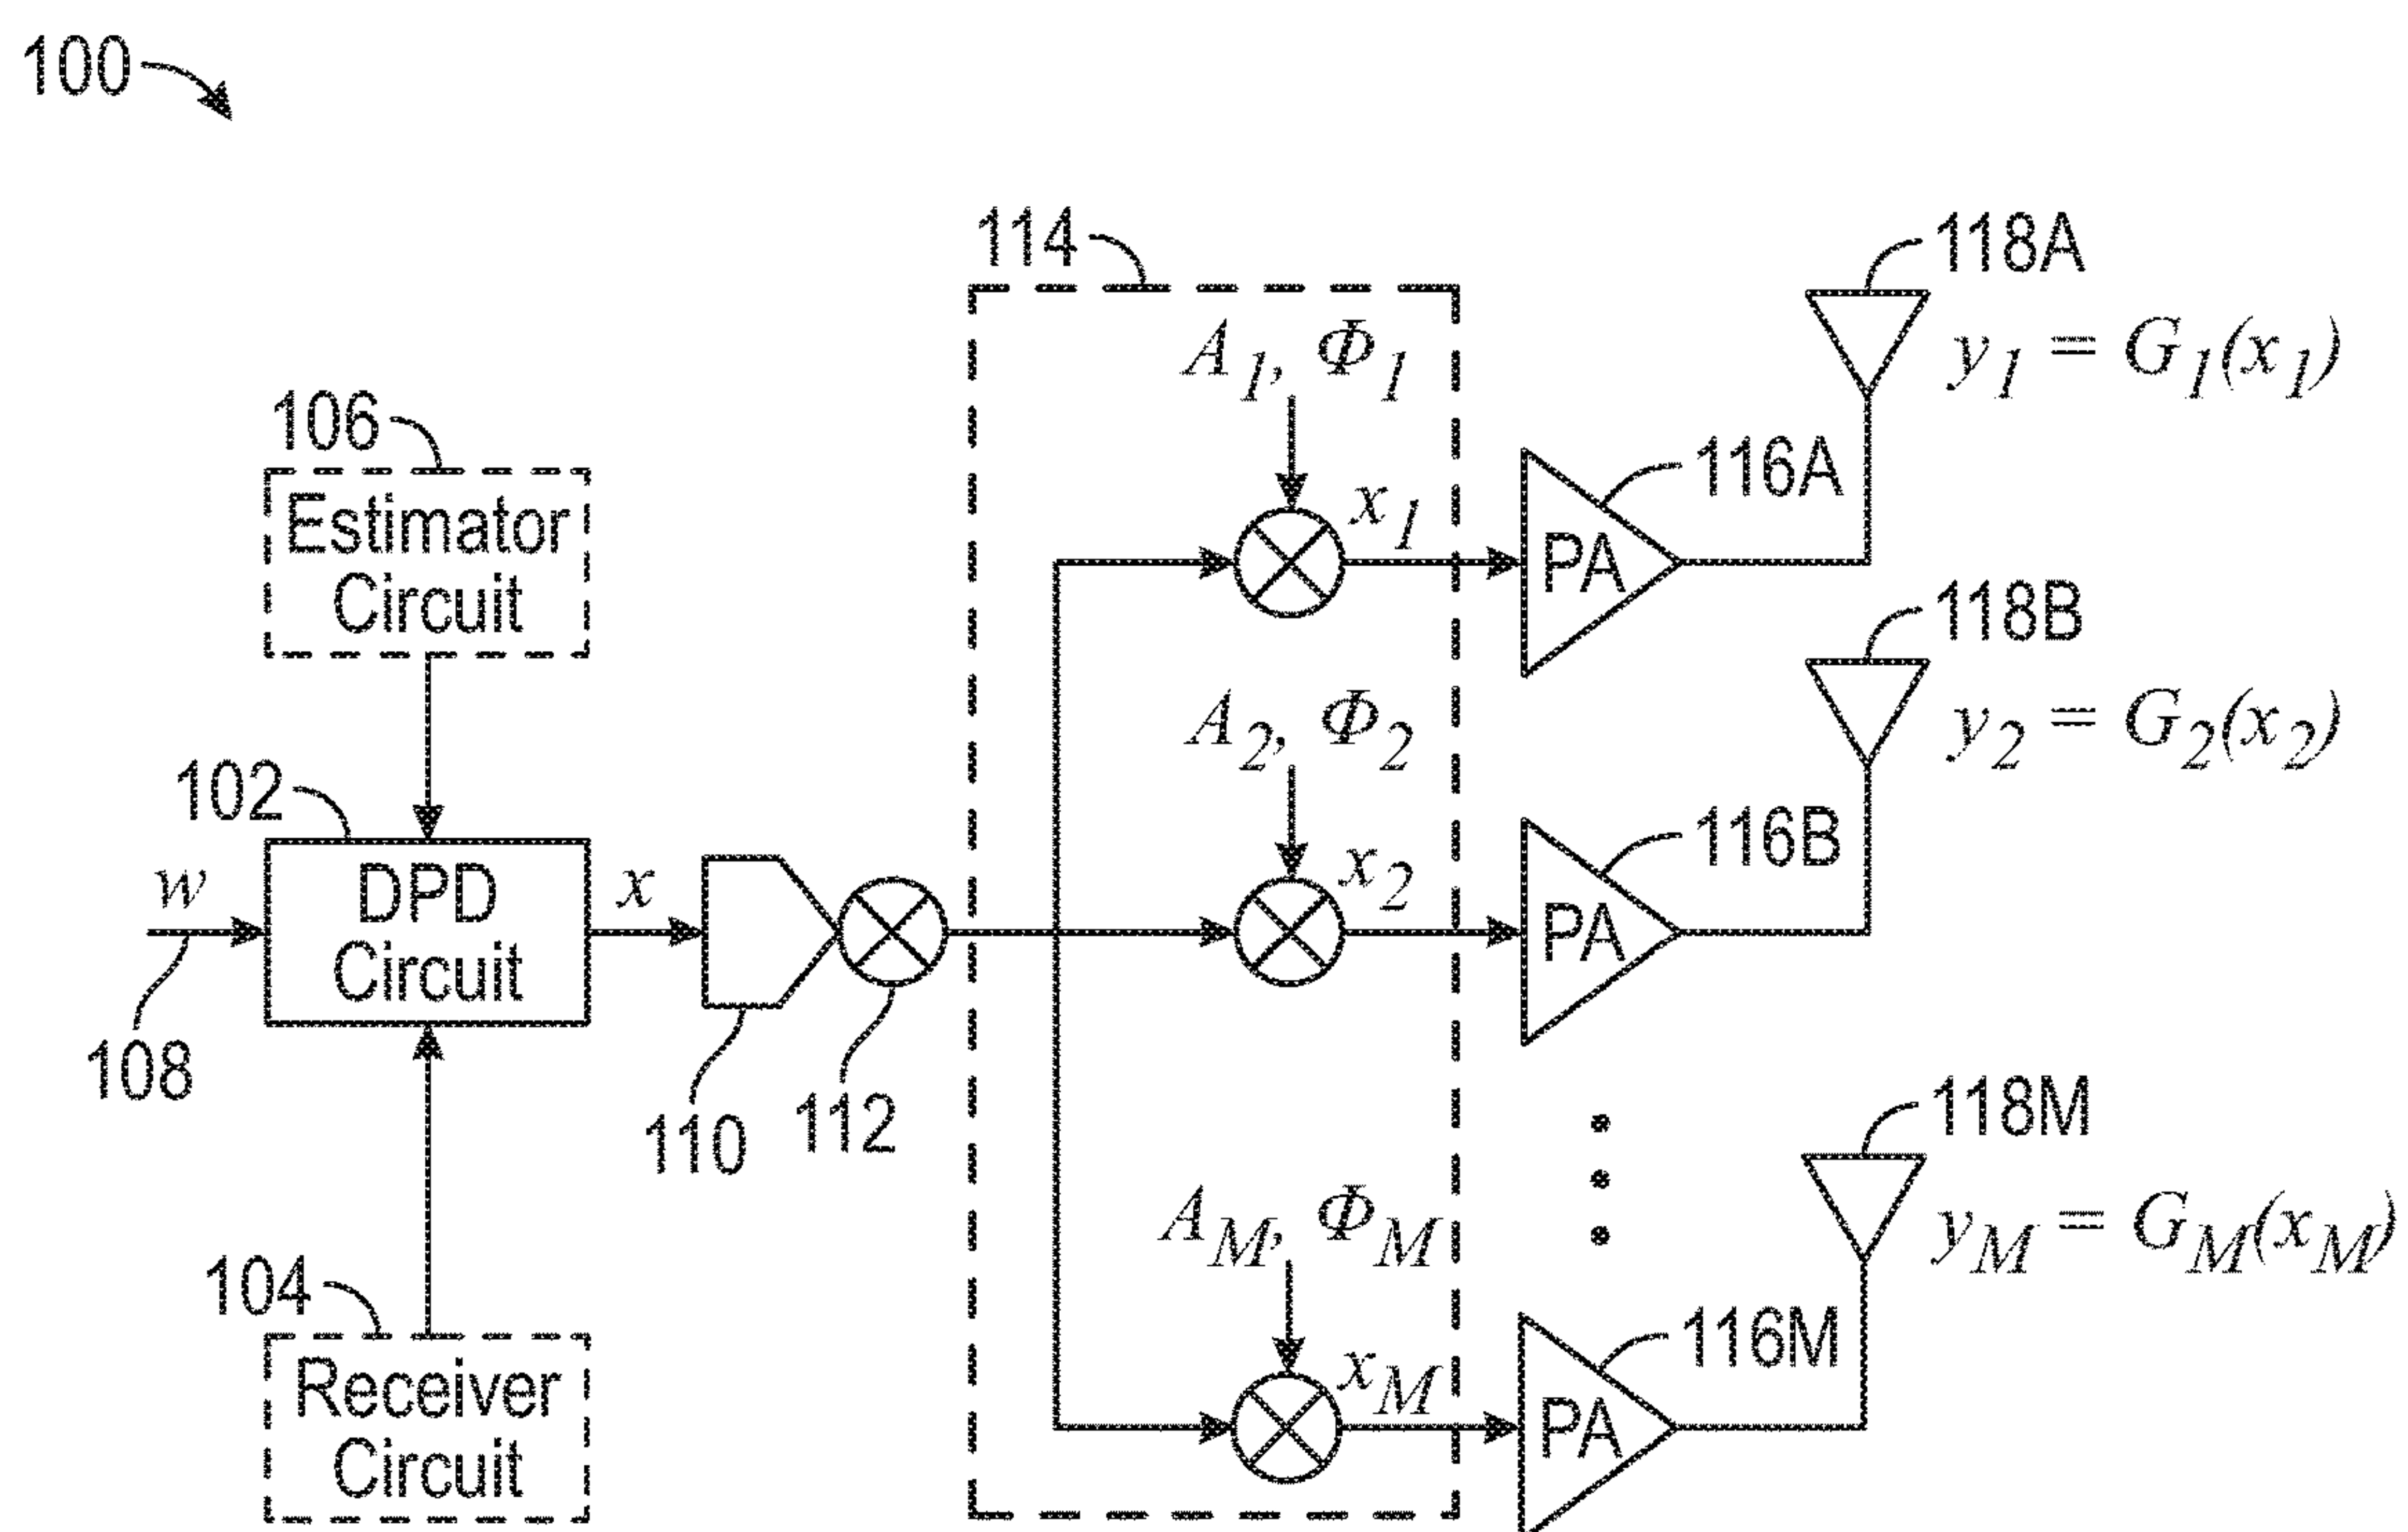 100
114
118A
A1, Φ1
y1 = G1(x1)
106
116A
Estimator
Circuit
x1
PA
118B
A2, Φ2
y2 = G2(x2)
102
116B
w
DPD
Circuit
x
x2
PA
108
110
112
118M
AM, ΦM
yM = GM(xM)
104
116M
Receiver
Circuit
xM
PA